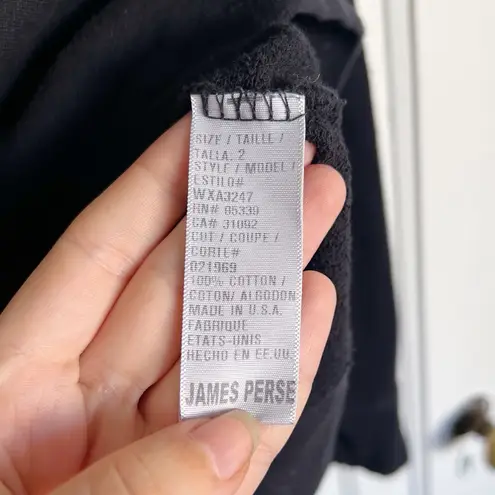 SIZE / TAILLE /
TALLA: 2
STYLE / MODEL /
ESTILO#
WXA3247
RN# 85339
CA# 31092
CUT / COUPE /
CORTE#
021969
100% COTTON /
COTON/ ALGODON
MADE IN U.S.A.
FABRIQUE
ETATS-UNIS
HECHO EN EE.UU.
JAMES PERSE